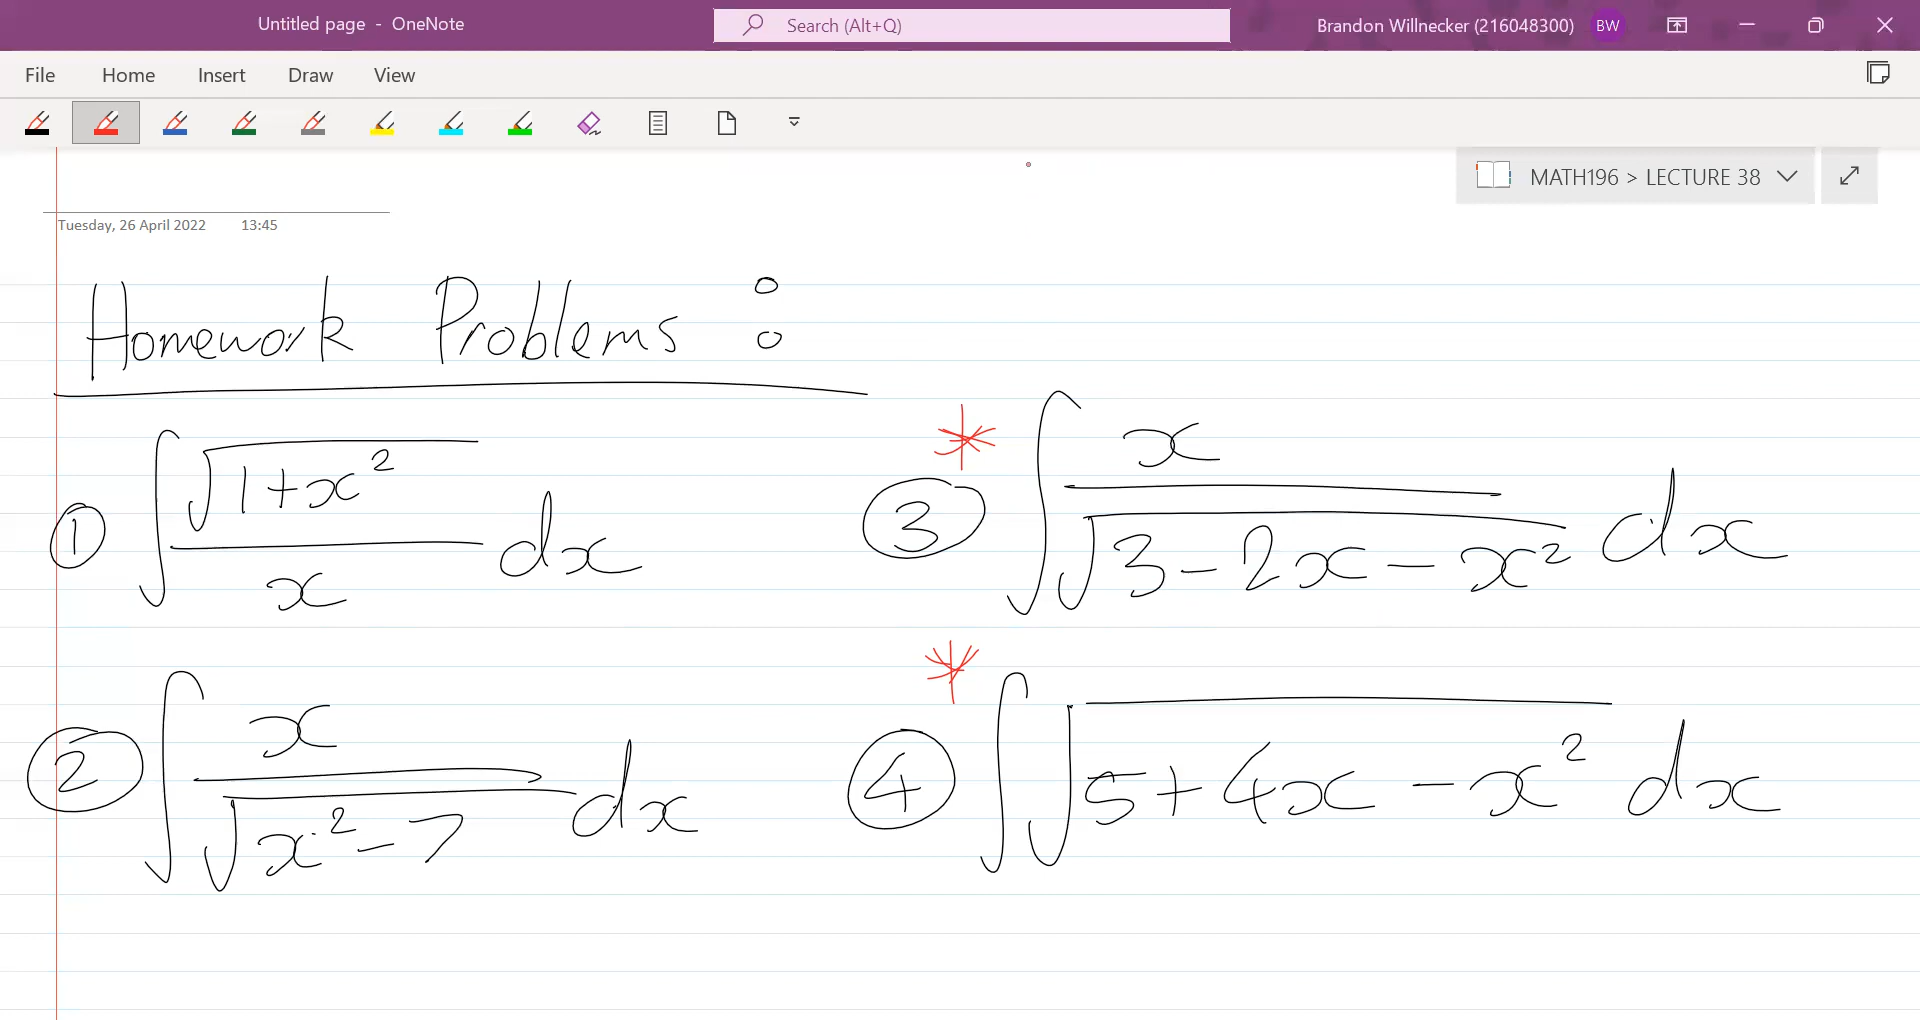 Untitled page - OneNote
Search (Alt+Q)
Brandon Willnecker (216048300) BW
File Home Insert Draw View
MATH196 > LECTURE 38
Tuesday, 26 April 2022 13:45
Homework Problems :
① ∫ √(1+x²) / x dx
* ③ ∫ x / √(3-2x-x²) dx
② ∫ x / √(x²-7) dx
* ④ ∫ √(5+4x-x²) dx